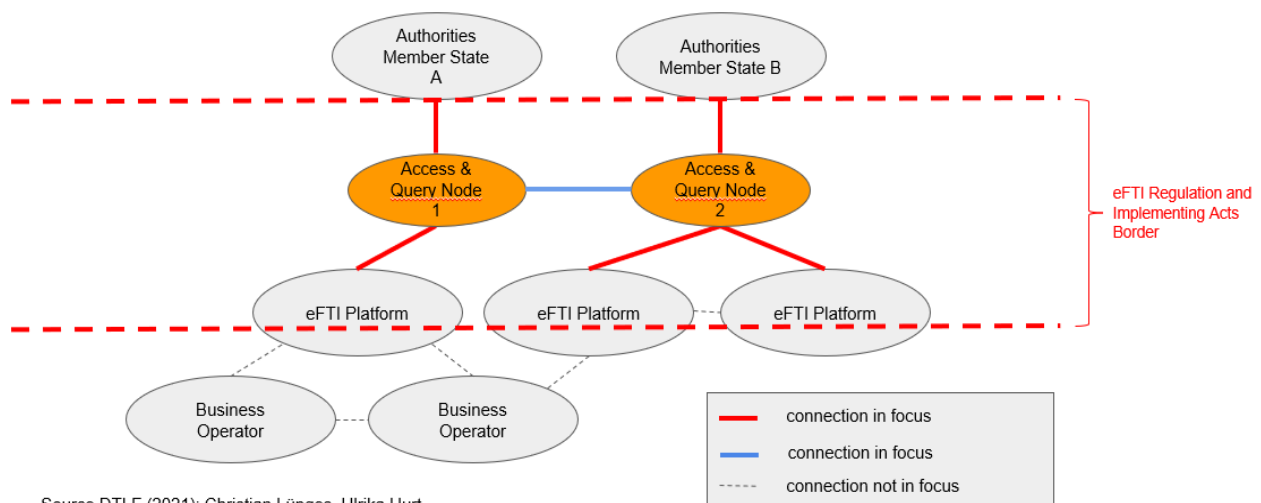 Authorities
Member State
A
Authorities
Member State B
Access &
Query Node
1
Access &
Query Node
2
eFTI Regulation and
Implementing Acts
Border
eFTI Platform
eFTI Platform
eFTI Platform
Business
Operator
Business
Operator
connection in focus
connection in focus
connection not in focus